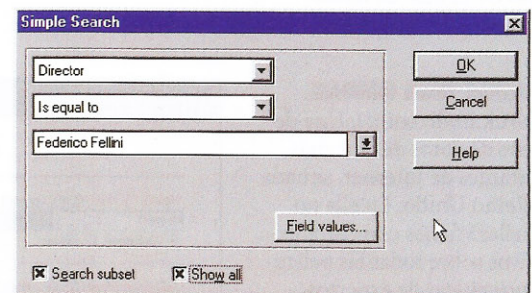 Simple Search
Director
OK
Is equal to
Cancel
Federico Fellini
Help
Field values...
Search subset
Show all